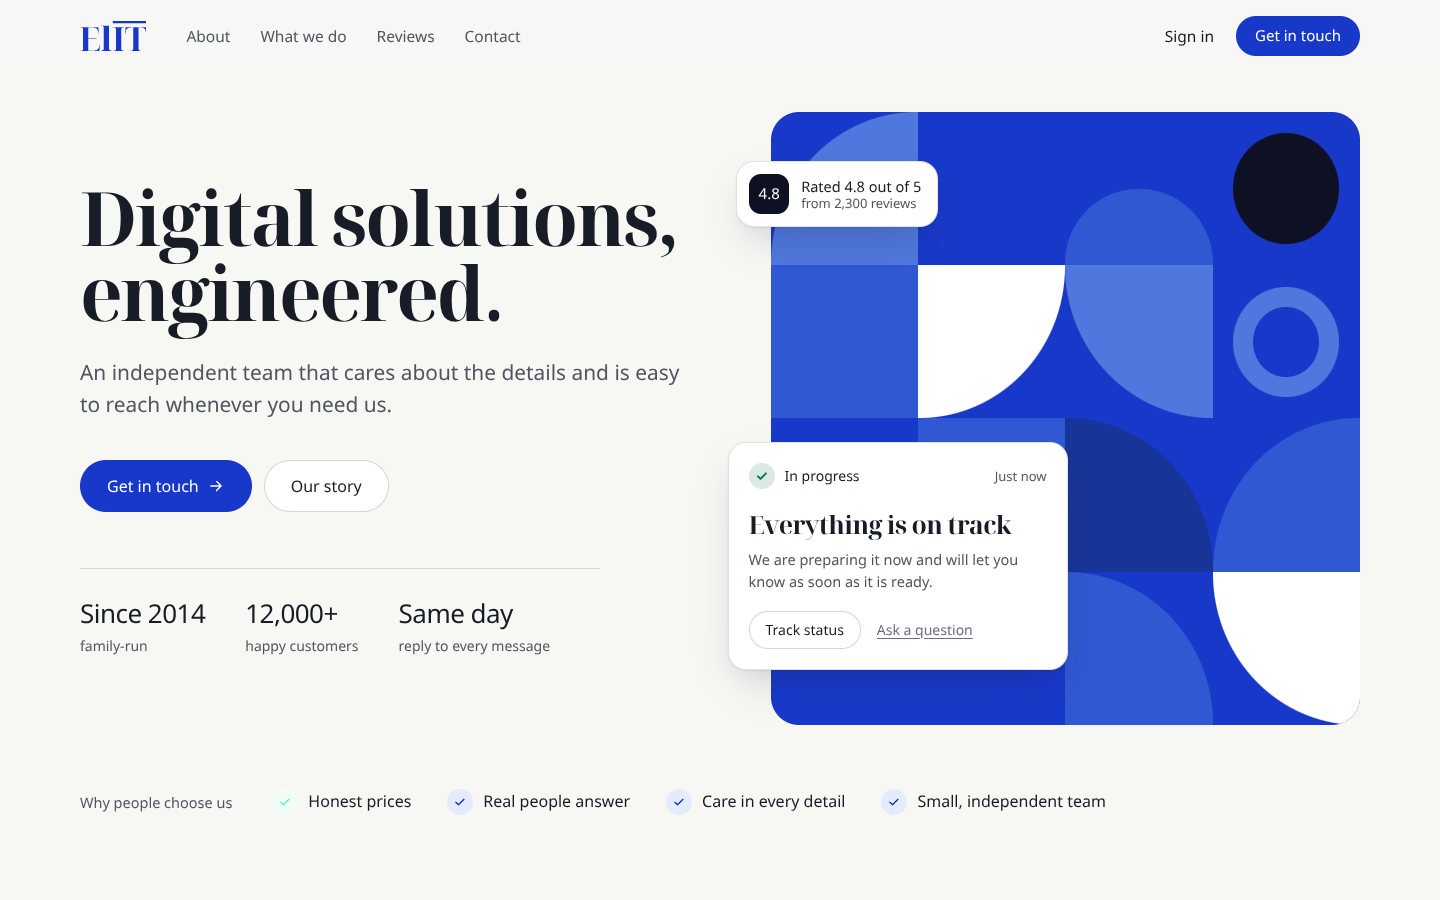 ElIT
About
What we do
Reviews
Contact
Sign in
Get in touch
Digital solutions,
engineered.
An independent team that cares about the details and is easy
to reach whenever you need us.
Get in touch
Our story
Since 2014
family-run
12,000+
happy customers
Same day
reply to every message
4.8
Rated 4.8 out of 5
from 2,300 reviews
In progress
Just now
Everything is on track
We are preparing it now and will let you
know as soon as it is ready.
Track status
Ask a question
Why people choose us
Honest prices
Real people answer
Care in every detail
Small, independent team